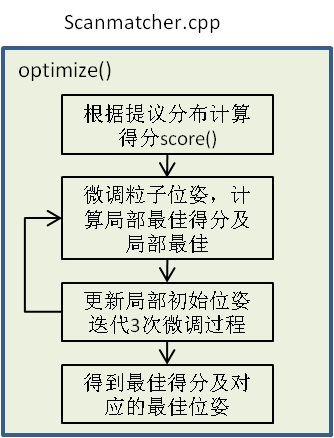 Scanmatcher.cpp
optimize()
根据提议分布计算
得分score()
微调粒子位姿，计
算局部最佳得分及
局部最佳
更新局部初始位姿
迭代3次微调过程
得到最佳得分及对
应的最佳位姿